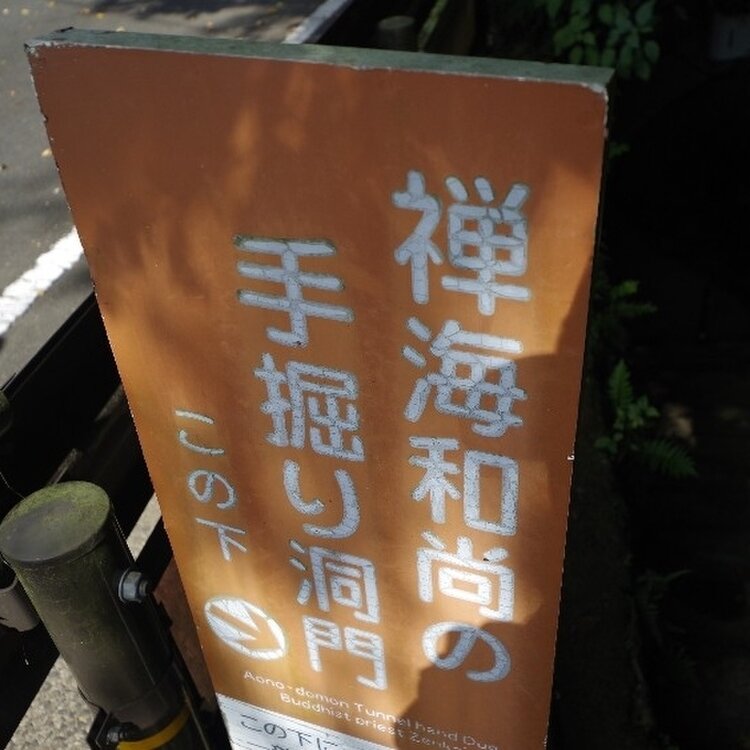 禅海和尚の
手掘り洞門
この下
Aono-domon Tunnel hand Dug
Buddhist priest Zenkai
この下に